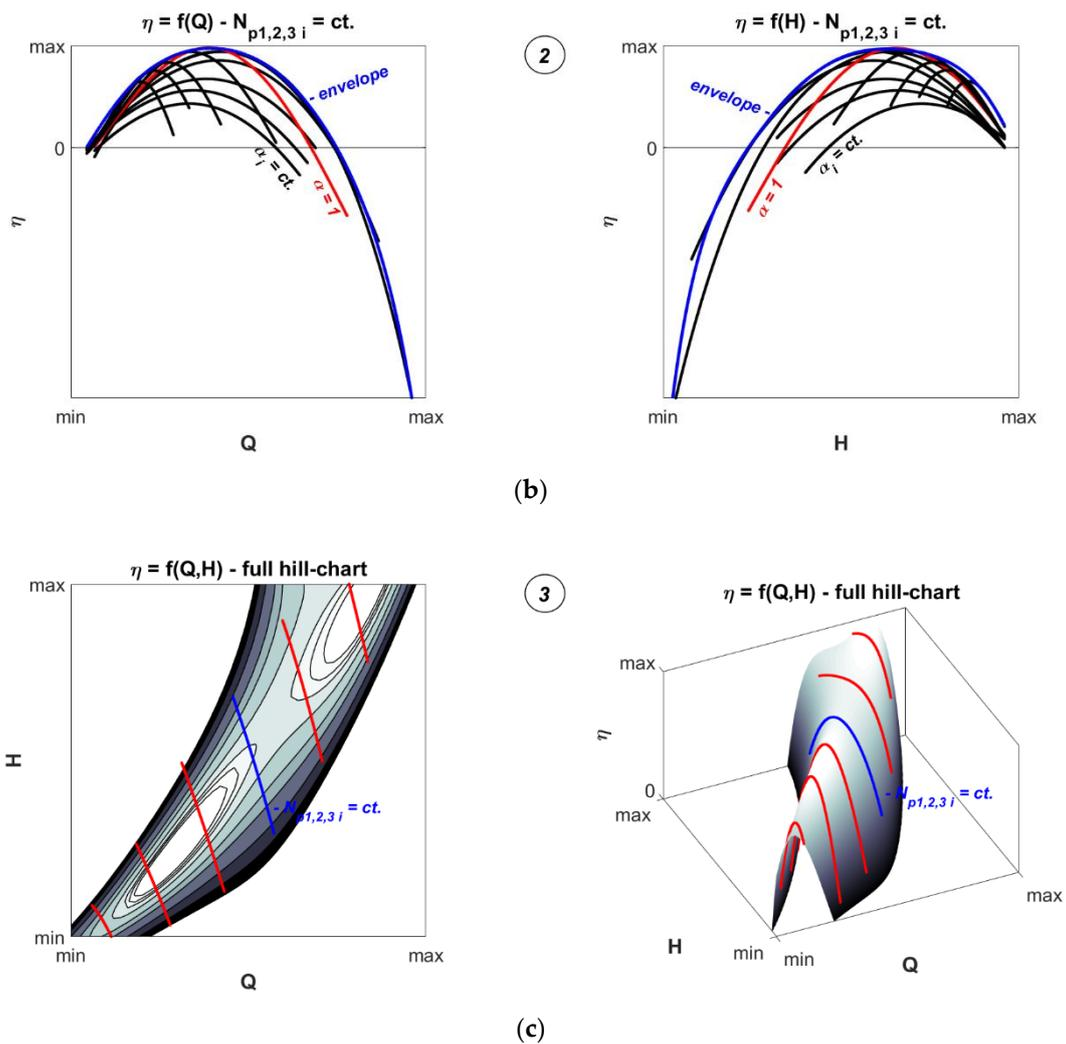 η = f(Q) - Np1,2,3 i = ct.
max
0
η
- envelope
αi = ct.
α = 1
min
max
Q
2
η = f(H) - Np1,2,3 i = ct.
max
0
η
envelope -
αi = ct.
α = 1
min
max
H
(b)
η = f(Q,H) - full hill-chart
max
H
min
min
max
Q
- Np1,2,3 i = ct.
3
η = f(Q,H) - full hill-chart
max
η
0
max
- Np1,2,3 i = ct.
H
min
min
Q
max
(c)